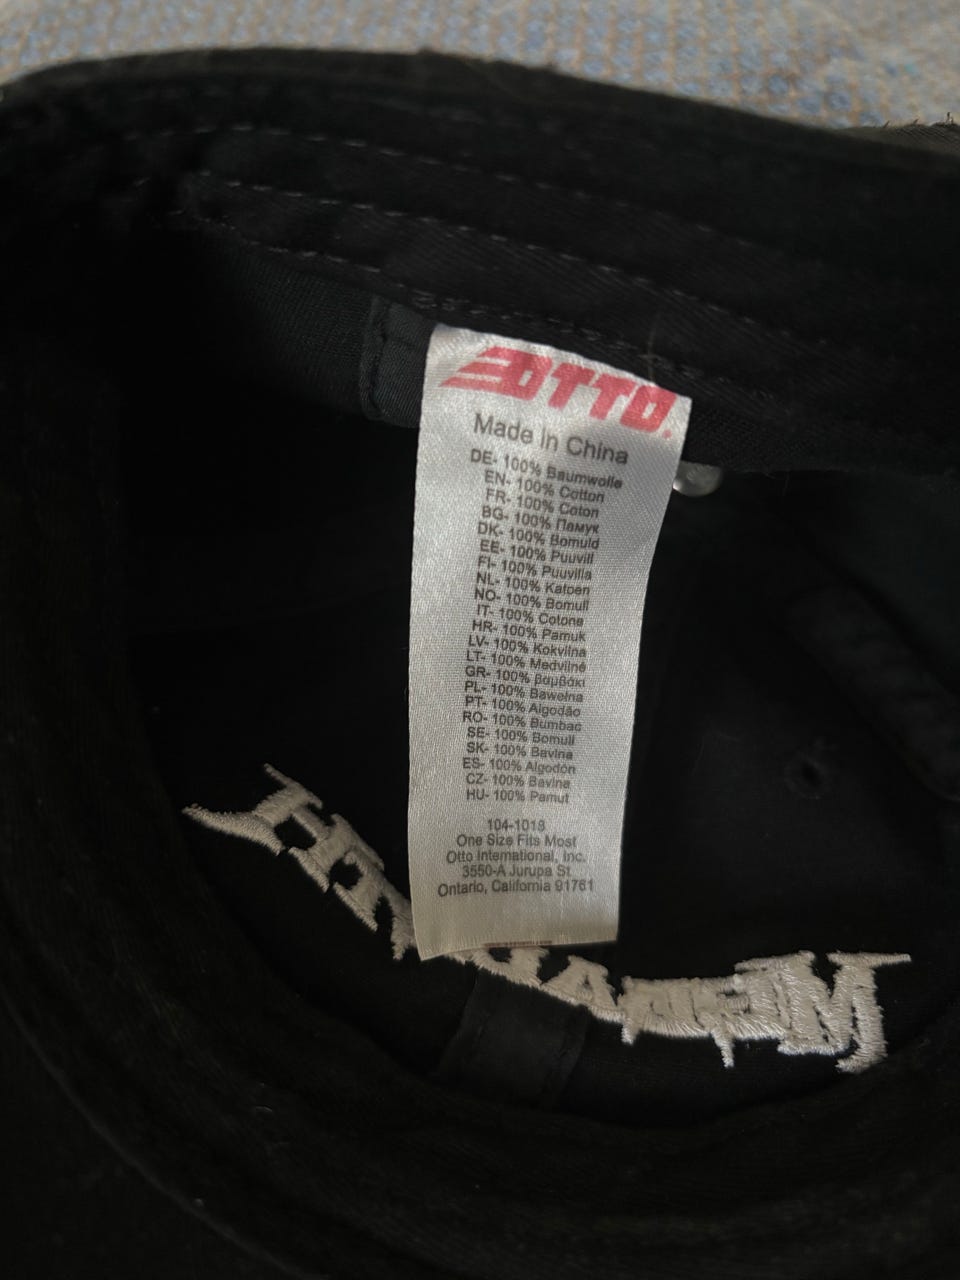 OTTO.
Made In China
DE- 100% Baumwolle
EN- 100% Cotton
FR- 100% Coton
BG- 100% Памук
DK- 100% Bomuld
EE- 100% Puuvill
FI- 100% Puuvilla
NL- 100% Katoen
NO- 100% Bomull
IT- 100% Cotone
HR- 100% Pamuk
LV- 100% Kokvilna
LT- 100% Medvilnė
GR- 100% βαμβάκι
PL- 100% Bawełna
PT- 100% Algodão
RO- 100% Bumbac
SE- 100% Bomull
SK- 100% Bavlna
ES- 100% Algodón
CZ- 100% Bavlna
HU- 100% Pamut
104-1018
One Size Fits Most
Otto International, Inc.
3550-A Jurupa St
Ontario, California 91761